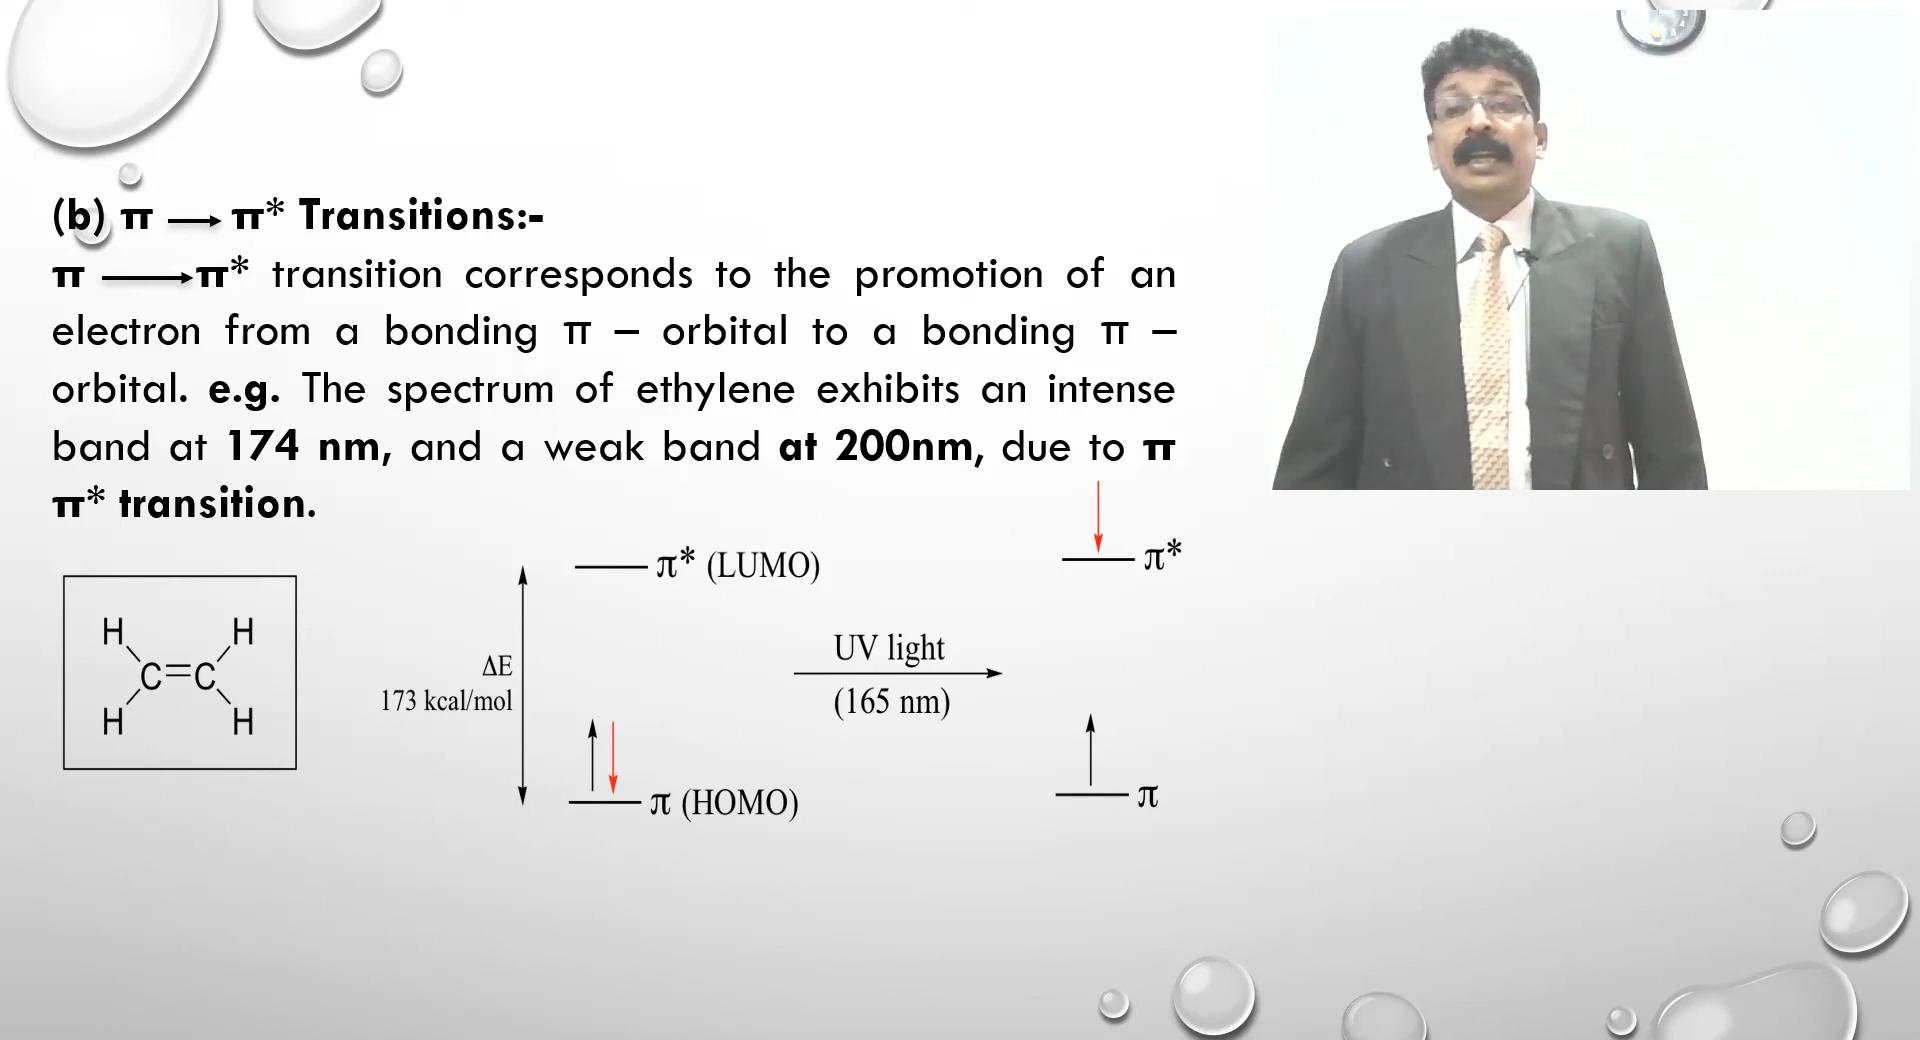 (b) π ⟶ π* Transitions:-
π ⟶ π* transition corresponds to the promotion of an
electron from a bonding π – orbital to a bonding π –
orbital. e.g. The spectrum of ethylene exhibits an intense
band at 174 nm, and a weak band at 200nm, due to π
π* transition.
π* (LUMO)
π*
H H
C=C
H H
ΔE
173 kcal/mol
UV light
(165 nm)
π (HOMO)
π